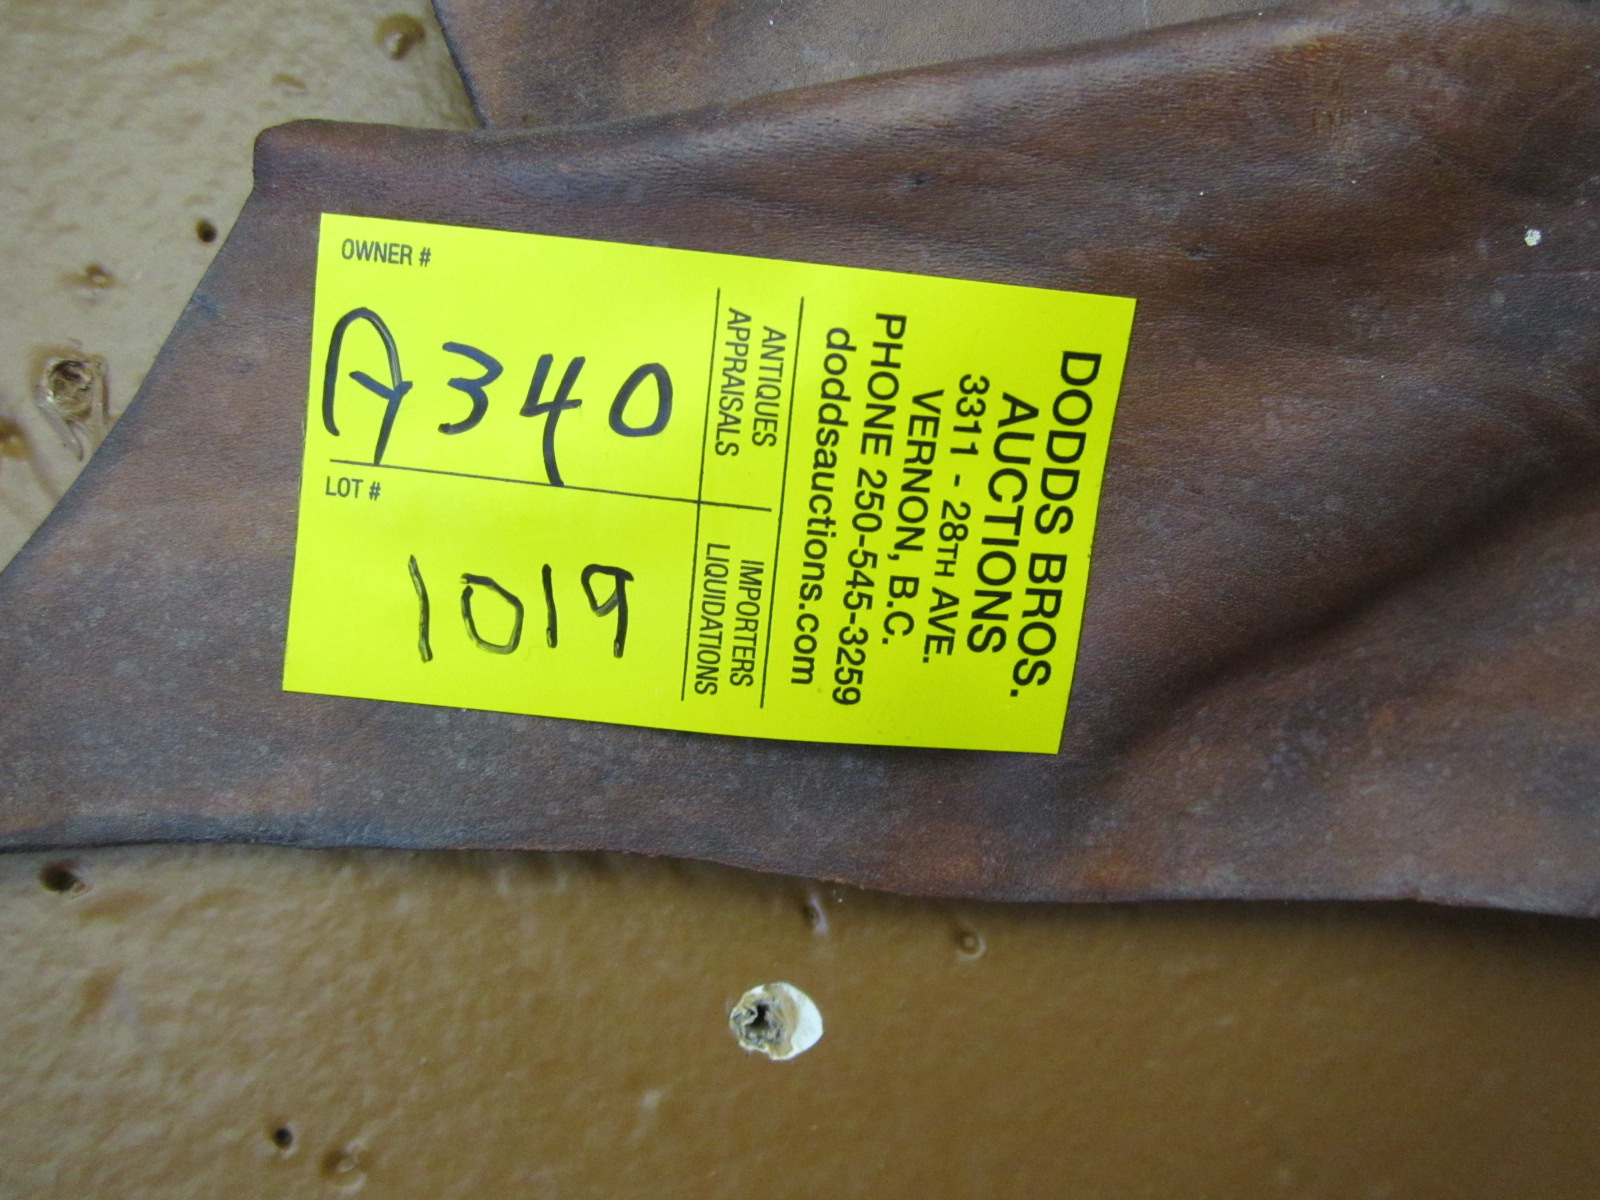 DODDS BROS.
AUCTIONS
3311 - 28TH AVE.
VERNON, B.C.
PHONE 250-545-3259
doddsauctions.com
ANTIQUES
APPRAISALS
IMPORTERS
LIQUIDATIONS
OWNER #
A340
LOT #
1019